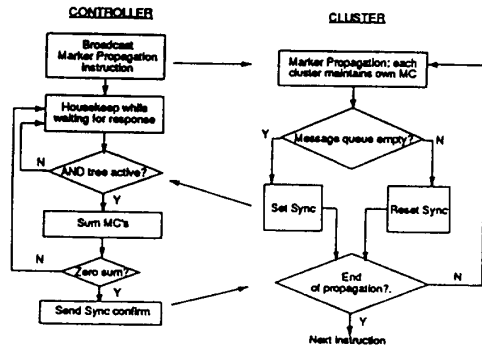 CONTROLLER
Broadcast
Marker Propagation
Instruction
Housekeep while
waiting for response
N
AND tree active?
Y
Sum MC's
N
Zero sum?
Y
Send Sync confirm
CLUSTER
Marker Propagation: each
cluster maintains own MC
Y
Message queue empty?
N
Set Sync
Reset Sync
End
of propagation?.
N
Y
Next instruction